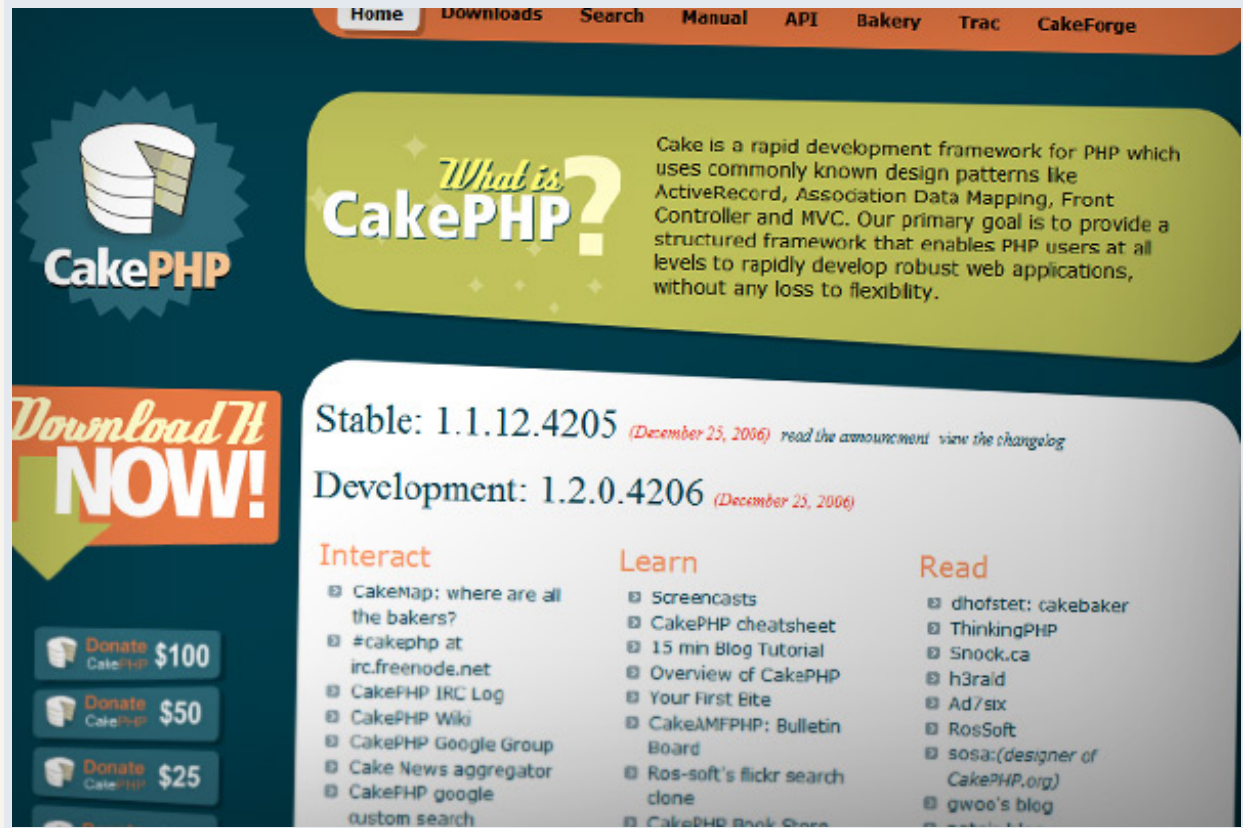 Home Downloads Search Manual API Bakery Trac CakeForge
CakePHP
What is
CakePHP?
Cake is a rapid development framework for PHP which
uses commonly known design patterns like
ActiveRecord, Association Data Mapping, Front
Controller and MVC. Our primary goal is to provide a
structured framework that enables PHP users at all
levels to rapidly develop robust web applications,
without any loss to flexibility.
Download It
NOW!
Donate
CakePHP $100
Donate
CakePHP $50
Donate
CakePHP $25
Stable: 1.1.12.4205 (December 25, 2006) read the announcment view the changelog
Development: 1.2.0.4206 (December 25, 2006)
Interact
CakeMap: where are all
the bakers?
#cakephp at
irc.freenode.net
CakePHP IRC Log
CakePHP Wiki
CakePHP Google Group
Cake News aggregator
CakePHP google
custom search
Learn
Screencasts
CakePHP cheatsheet
15 min Blog Tutorial
Overview of CakePHP
Your First Bite
CakeAMFPHP: Bulletin
Board
Ros-soft's flickr search
clone
CakePHP Book Store
Read
dhofstet: cakebaker
ThinkingPHP
Snook.ca
h3rald
Ad7six
RosSoft
sosa:(designer of
CakePHP.org)
gwoo's blog